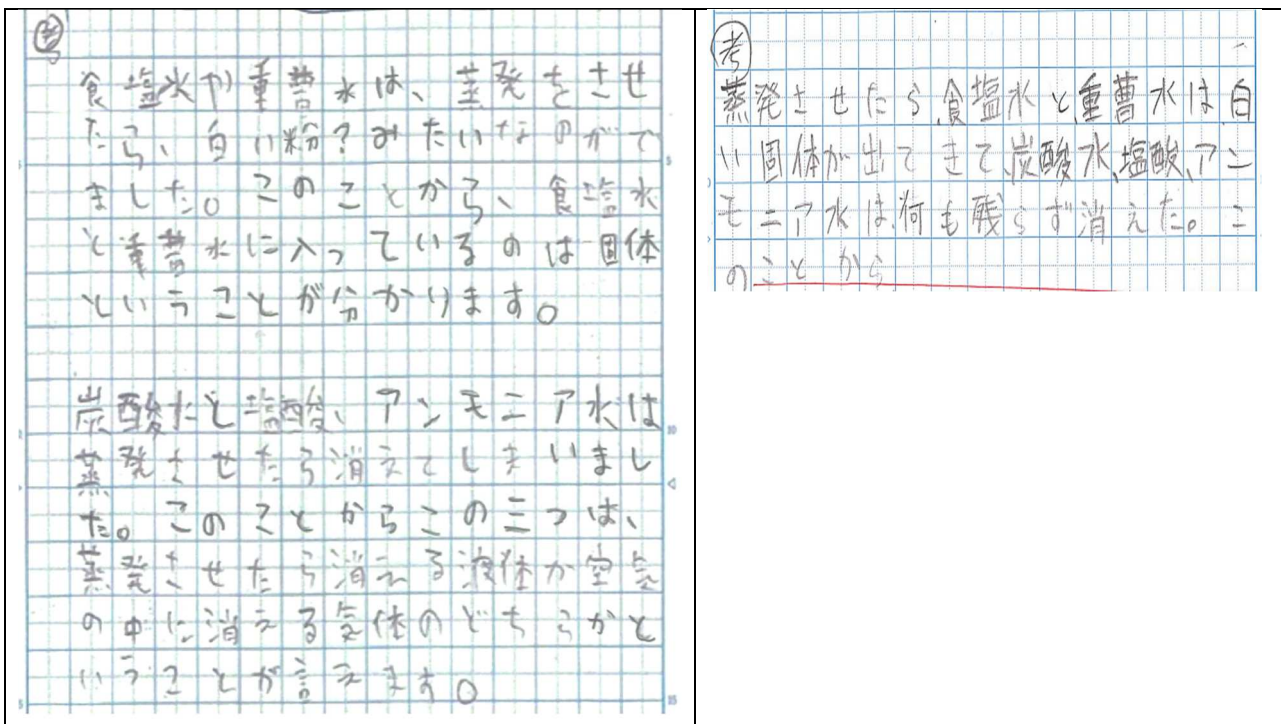 考
食塩水や重曹水は、蒸発をさせ
たら、白い粉?みたいなのがで
ました。このことから、食塩水
と重曹水に入っているのは固体
ということが分かります。
炭酸水と塩酸、アンモニア水は
蒸発させたら消えてしまいまし
た。このことからこの三つは、
蒸発させたら消える液体か空気
の中に消える気体のどちらかと
いうことが言えます。
考
蒸発させたら、食塩水と、重曹水は白
い固体が出てきて、炭酸水、塩酸、アン
モニア水は、何も残らず消えた。こ
のことから